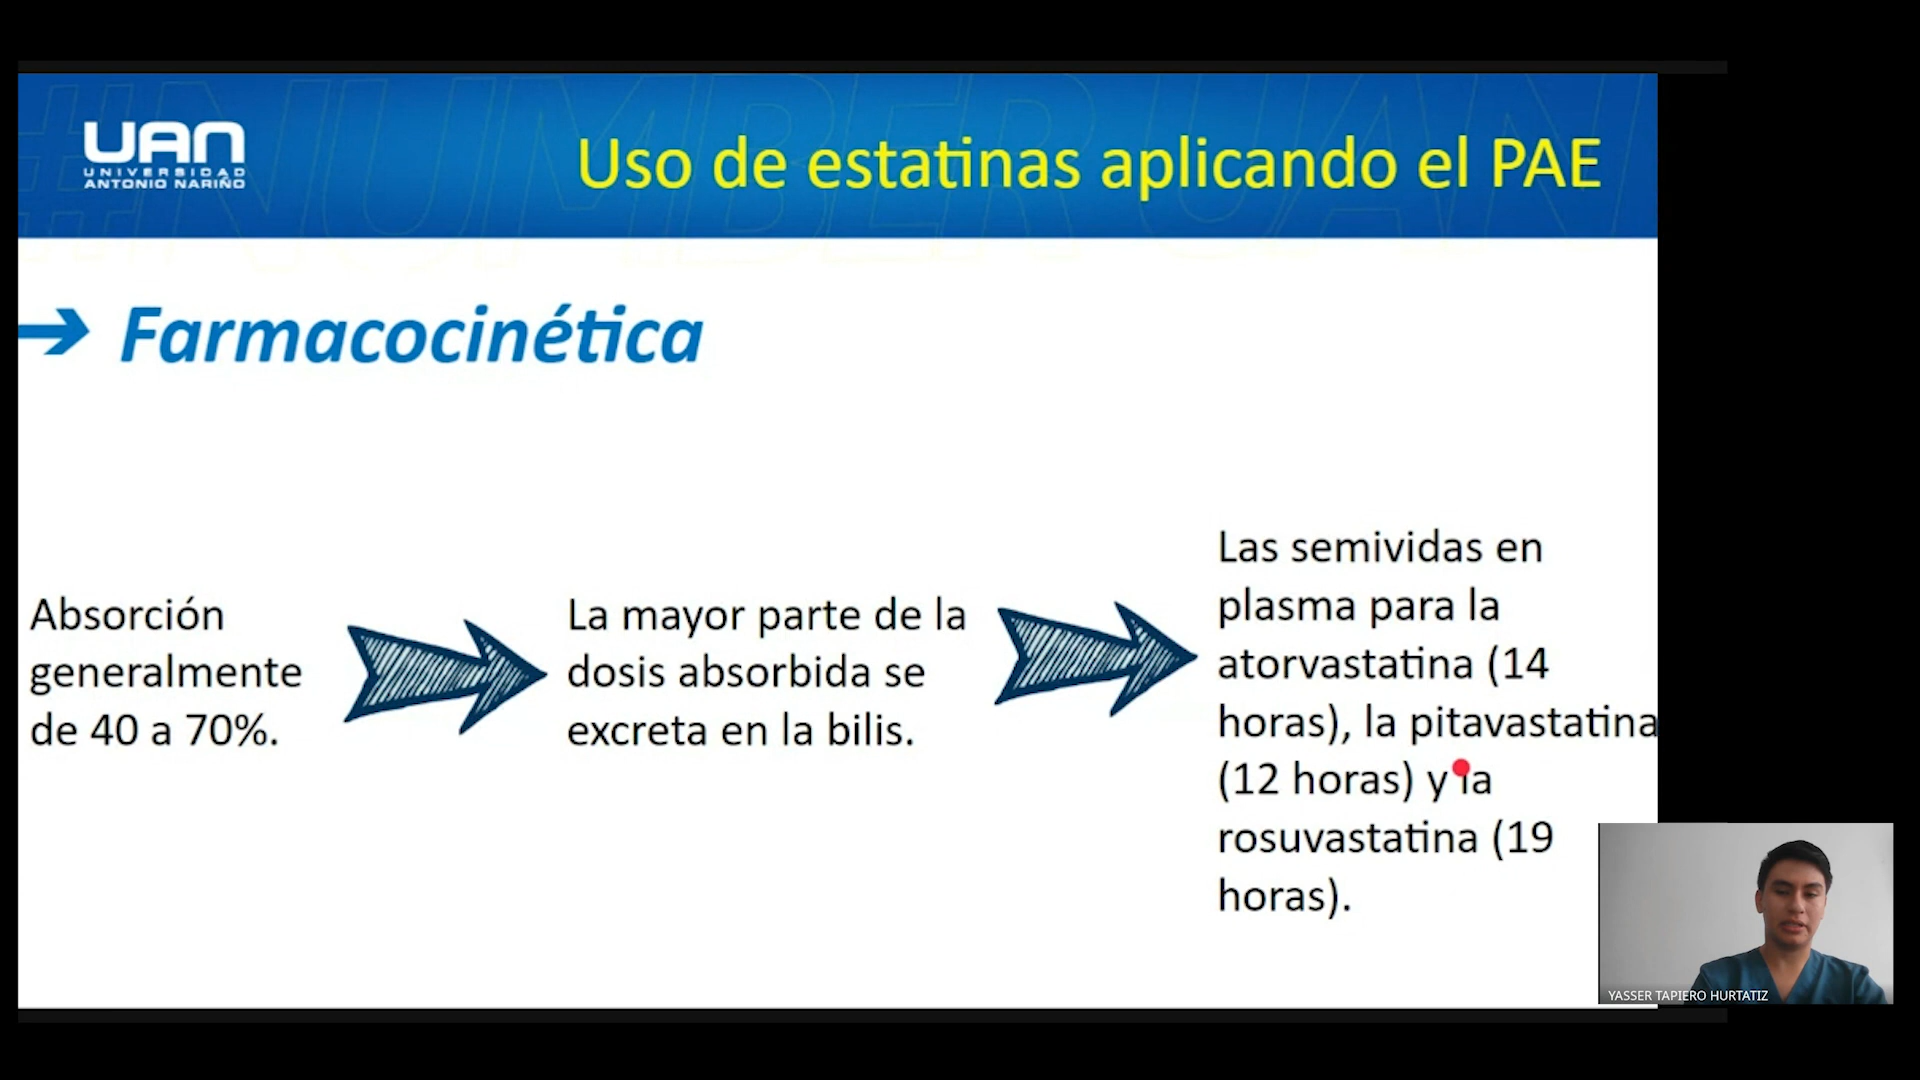 UAN
UNIVERSIDAD
ANTONIO NARIÑO
#NUMBER UAN
Uso de estatinas aplicando el PAE
➔ Farmacocinética
Absorción
generalmente
de 40 a 70%.
La mayor parte de la
dosis absorbida se
excreta en la bilis.
Las semividas en
plasma para la
atorvastatina (14
horas), la pitavastatina
(12 horas) y la
rosuvastatina (19
horas).
YASSER TAPIERO HURTATIZ